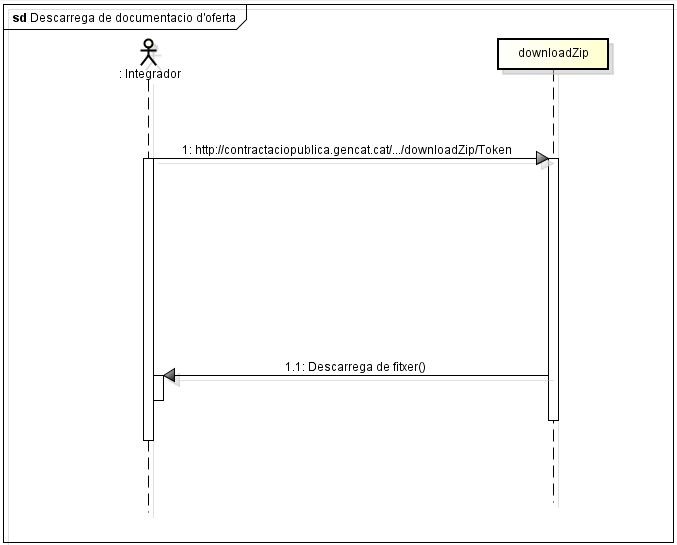 sd Descarrega de documentacio d'oferta
: Integrador
downloadZip
1: http://contractaciopublica.gencat.cat/.../downloadZip/Token
1.1: Descarrega de fitxer()